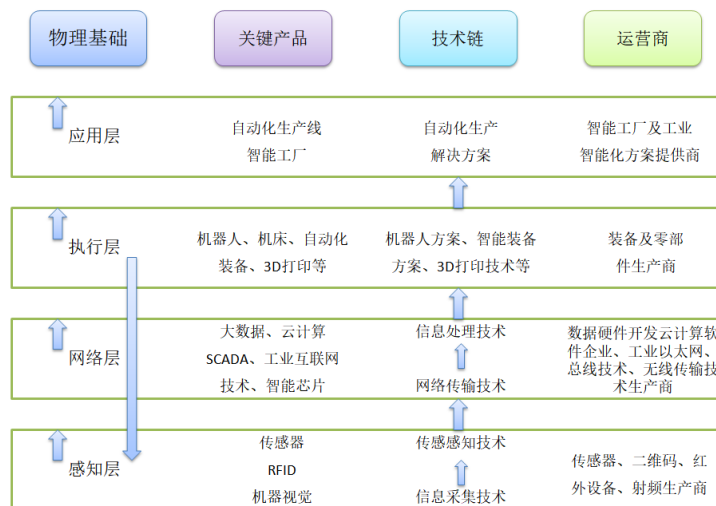 物理基础
关键产品
技术链
运营商
应用层
自动化生产线
智能工厂
自动化生产
解决方案
智能工厂及工业
智能化方案提供商
执行层
机器人、机床、自动化
装备、3D打印等
机器人方案、智能装备
方案、3D打印技术等
装备及零部
件生产商
网络层
大数据、云计算
SCADA、工业互联网
技术、智能芯片
信息处理技术
网络传输技术
数据硬件开发云计算软
件企业、工业以太网、
总线技术、无线传输技
术生产商
感知层
传感器
RFID
机器视觉
传感感知技术
信息采集技术
传感器、二维码、红
外设备、射频生产商